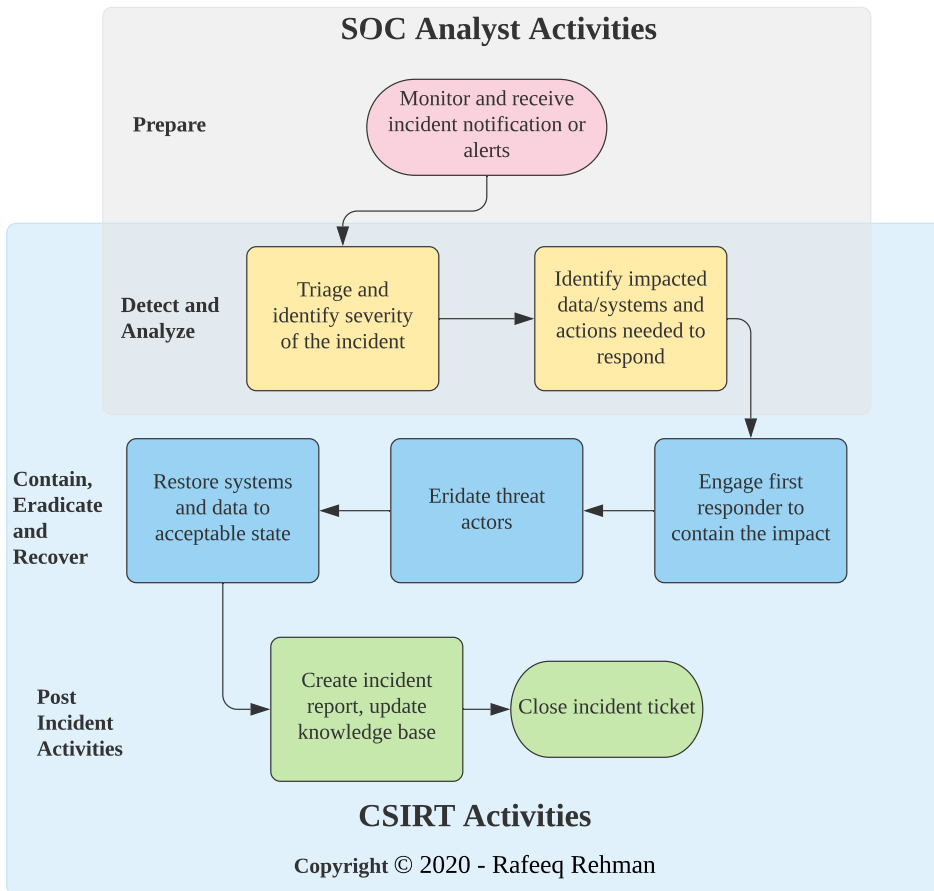 SOC Analyst Activities
Prepare
Monitor and receive
incident notification or
alerts
Detect and
Analyze
Triage and
identify severity
of the incident
Identify impacted
data/systems and
actions needed to
respond
Contain,
Eradicate
and
Recover
Restore systems
and data to
acceptable state
Eridate threat
actors
Engage first
responder to
contain the impact
Post
Incident
Activities
Create incident
report, update
knowledge base
Close incident ticket
CSIRT Activities
Copyright © 2020 - Rafeeq Rehman